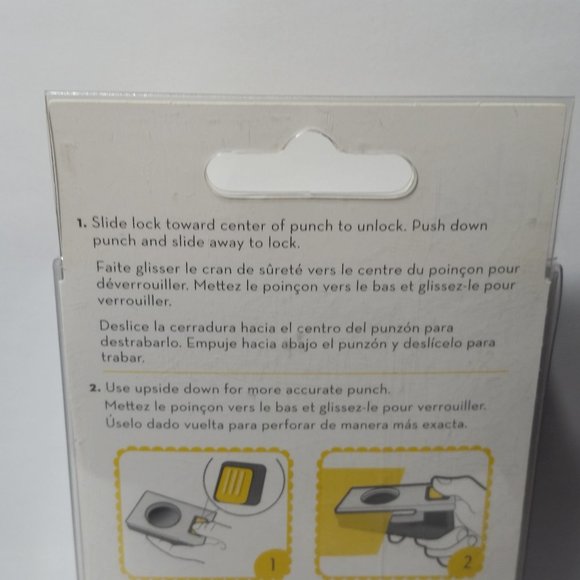 1. Slide lock toward center of punch to unlock. Push down
punch and slide away to lock.
Faite glisser le cran de sûreté vers le centre du poinçon pour
déverrouiller. Mettez le poinçon vers le bas et glissez-le pour
verrouiller.
Deslice la cerradura hacia el centro del punzón para
destrabarlo. Empuje hacia abajo el punzón y deslícelo para
trabar.
2. Use upside down for more accurate punch.
Mettez le poinçon vers le bas et glissez-le pour verrouiller.
Úselo dado vuelta para perforar de manera más exacta.
1
2